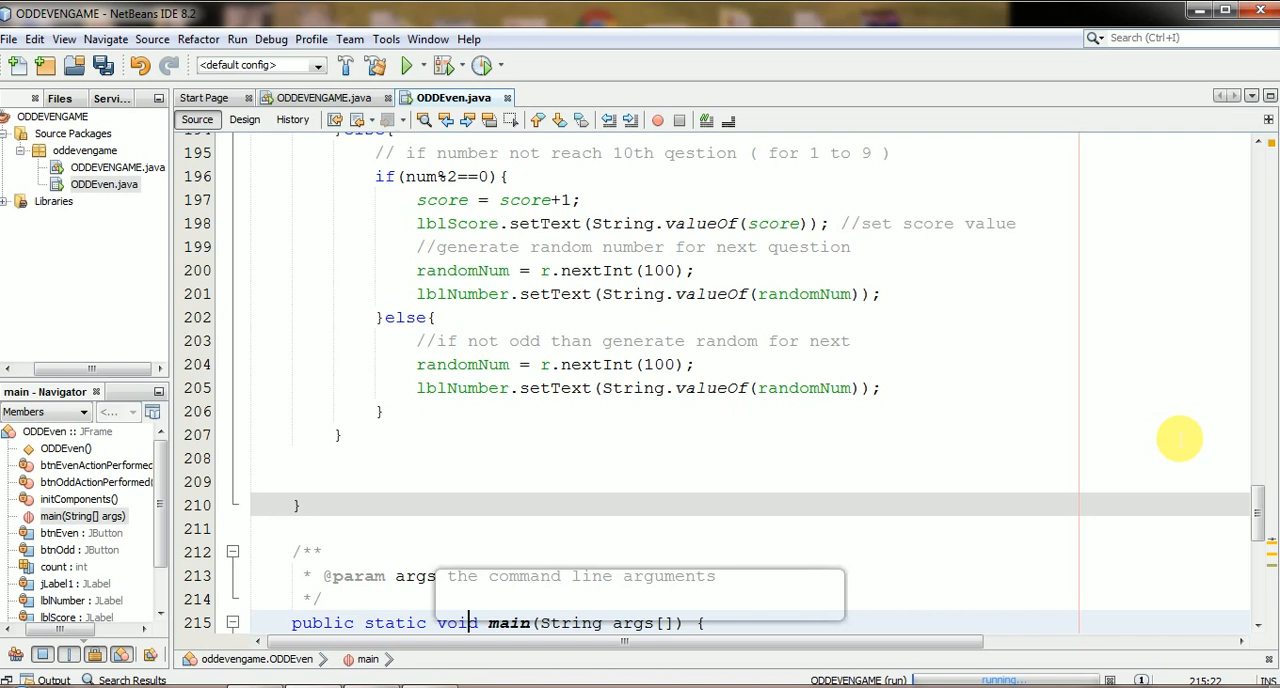 ODDEVENGAME - NetBeans IDE 8.2
File Edit View Navigate Source Refactor Run Debug Profile Team Tools Window Help
Search (Ctrl+I)
<default config>
Files Servi...
Start Page ODDEVENGAME.java ODDEven.java
ODDEVENGAME
Source Packages
oddevengame
ODDEVENGAME.java
ODDEven.java
Libraries
Source Design History
194 }else{
195 // if number not reach 10th qestion ( for 1 to 9 )
196 if(num%2==0){
197 score = score+1;
198 lblScore.setText(String.valueOf(score)); //set score value
199 //generate random number for next question
200 randomNum = r.nextInt(100);
201 lblNumber.setText(String.valueOf(randomNum));
202 }else{
203 //if not odd than generate random for next
204 randomNum = r.nextInt(100);
205 lblNumber.setText(String.valueOf(randomNum));
206 }
207 }
208
209
210 }
211
212 /**
213 * @param args the command line arguments
214 */
215 public static void main(String args[]) {
main - Navigator
Members <...
ODDEven :: JFrame
ODDEven()
btnEvenActionPerformed
btnOddActionPerformed(
initComponents()
main(String[] args)
btnEven : JButton
btnOdd : JButton
count : int
jLabel1 : JLabel
lblNumber : JLabel
lblScore : JLabel
oddevengame.ODDEven main
Output Search Results
ODDEVENGAME (run) running... 1 215:22 INS